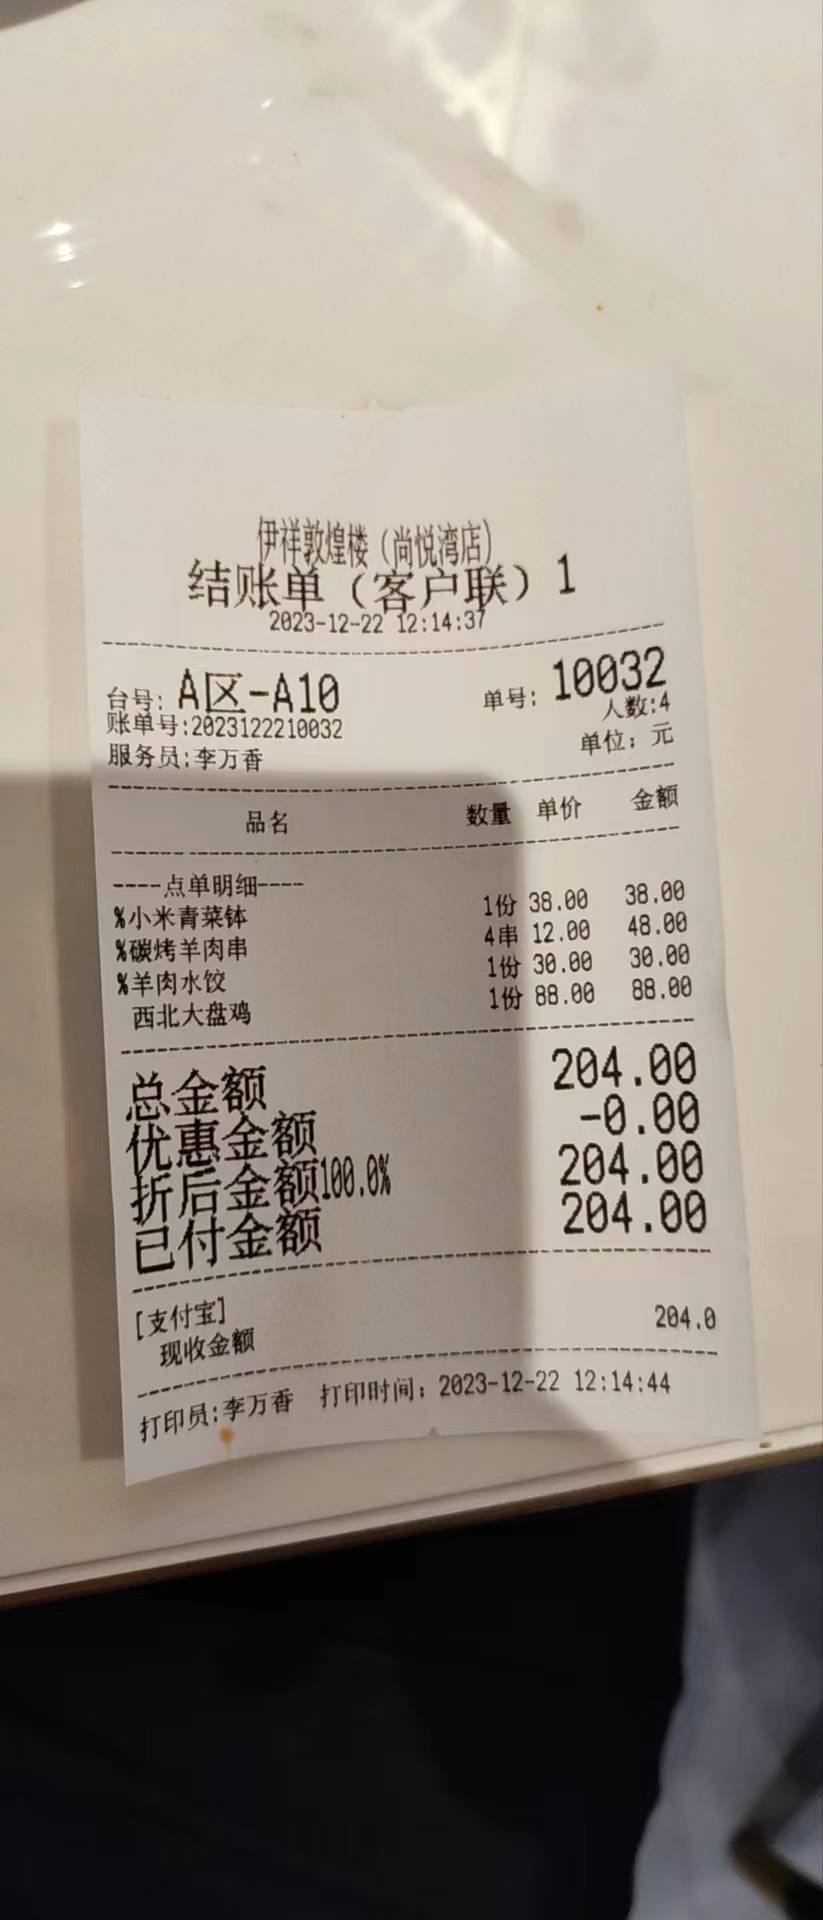 伊祥敦煌楼（尚悦湾店）
结账单（客户联）1
2023-12-22 12:14:37
台号: A区-A10 单号: 10032
账单号:2023122210032 人数:4
服务员:李万香 单位：元
品名 数量 单价 金额
----点单明细----
%小米青菜钵 1份 38.00 38.00
%碳烤羊肉串 4串 12.00 48.00
%羊肉水饺 1份 30.00 30.00
西北大盘鸡 1份 88.00 88.00
总金额 204.00
优惠金额 -0.00
折后金额100.0% 204.00
已付金额 204.00
[支付宝]
现收金额 204.0
打印员:李万香 打印时间：2023-12-22 12:14:44